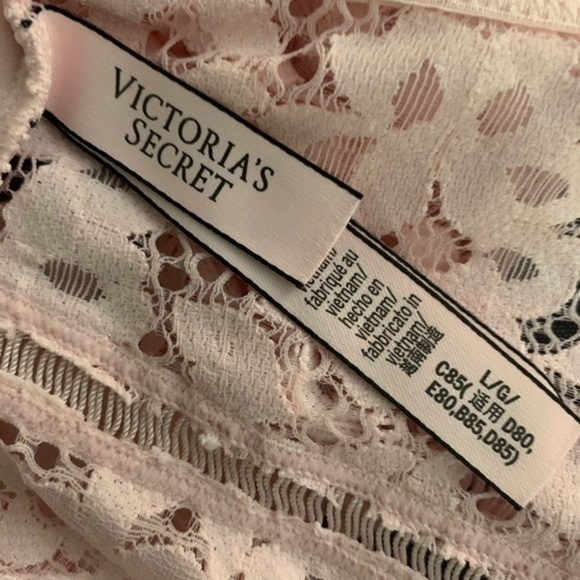 VICTORIA'S
SECRET
fabriqué au
vietnam/
hecho en
vietnam/
fabbricato in
vietnam/
越南制造
L/G/
C85( 适用 D80,
E80,B85,D85)